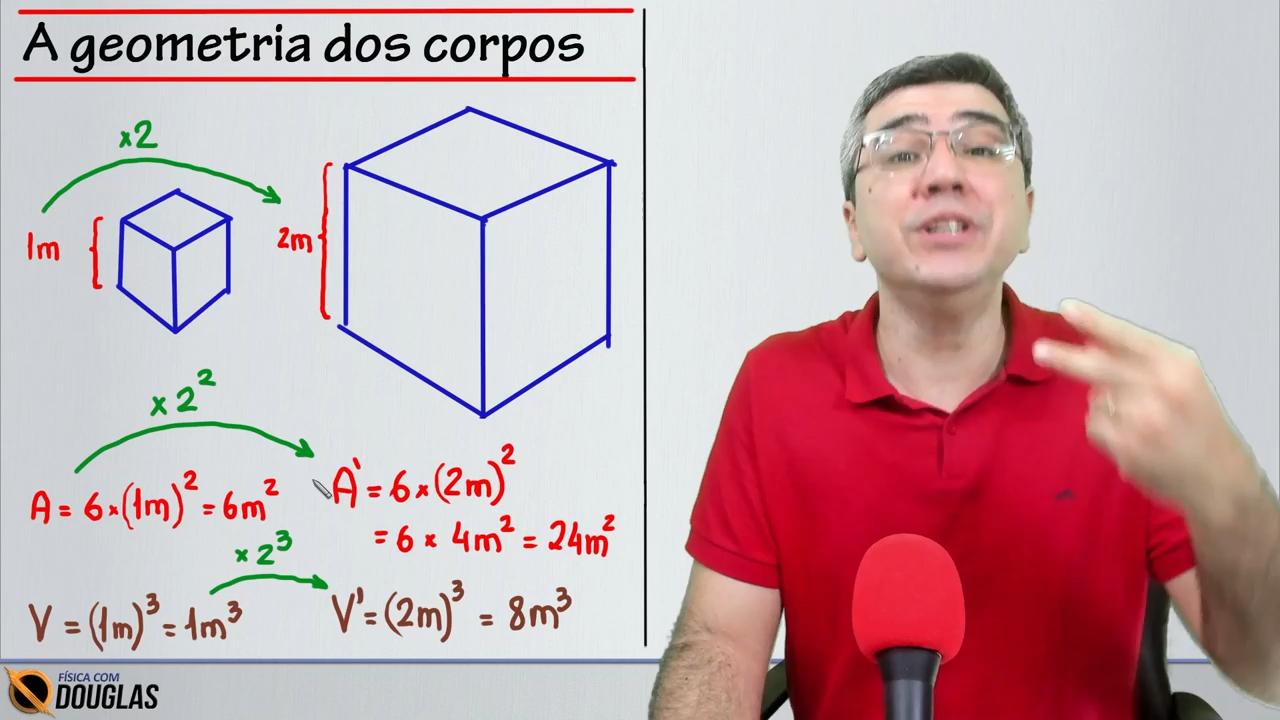 A geometria dos corpos
×2
1m
2m
×2²
A = 6×(1m)² = 6m²
A' = 6×(2m)²
= 6 × 4m² = 24m²
×2³
V = (1m)³ = 1m³
V' = (2m)³ = 8m³
FÍSICA COM
DOUGLAS